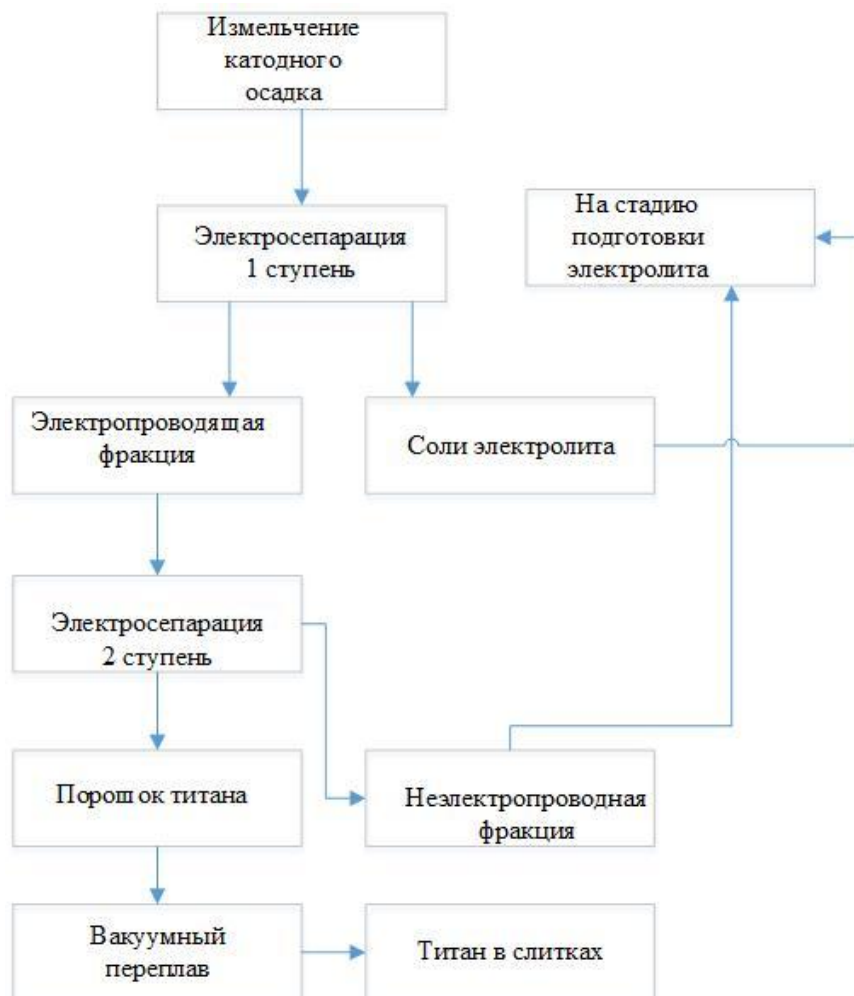 Измельчение
катодного
осадка
Электросепарация
1 ступень
На стадию
подготовки
электролита
Электропроводящая
фракция
Соли электролита
Электросепарация
2 ступень
Порошок титана
Неэлектропроводная
фракция
Вакуумный
переплав
Титан в слитках